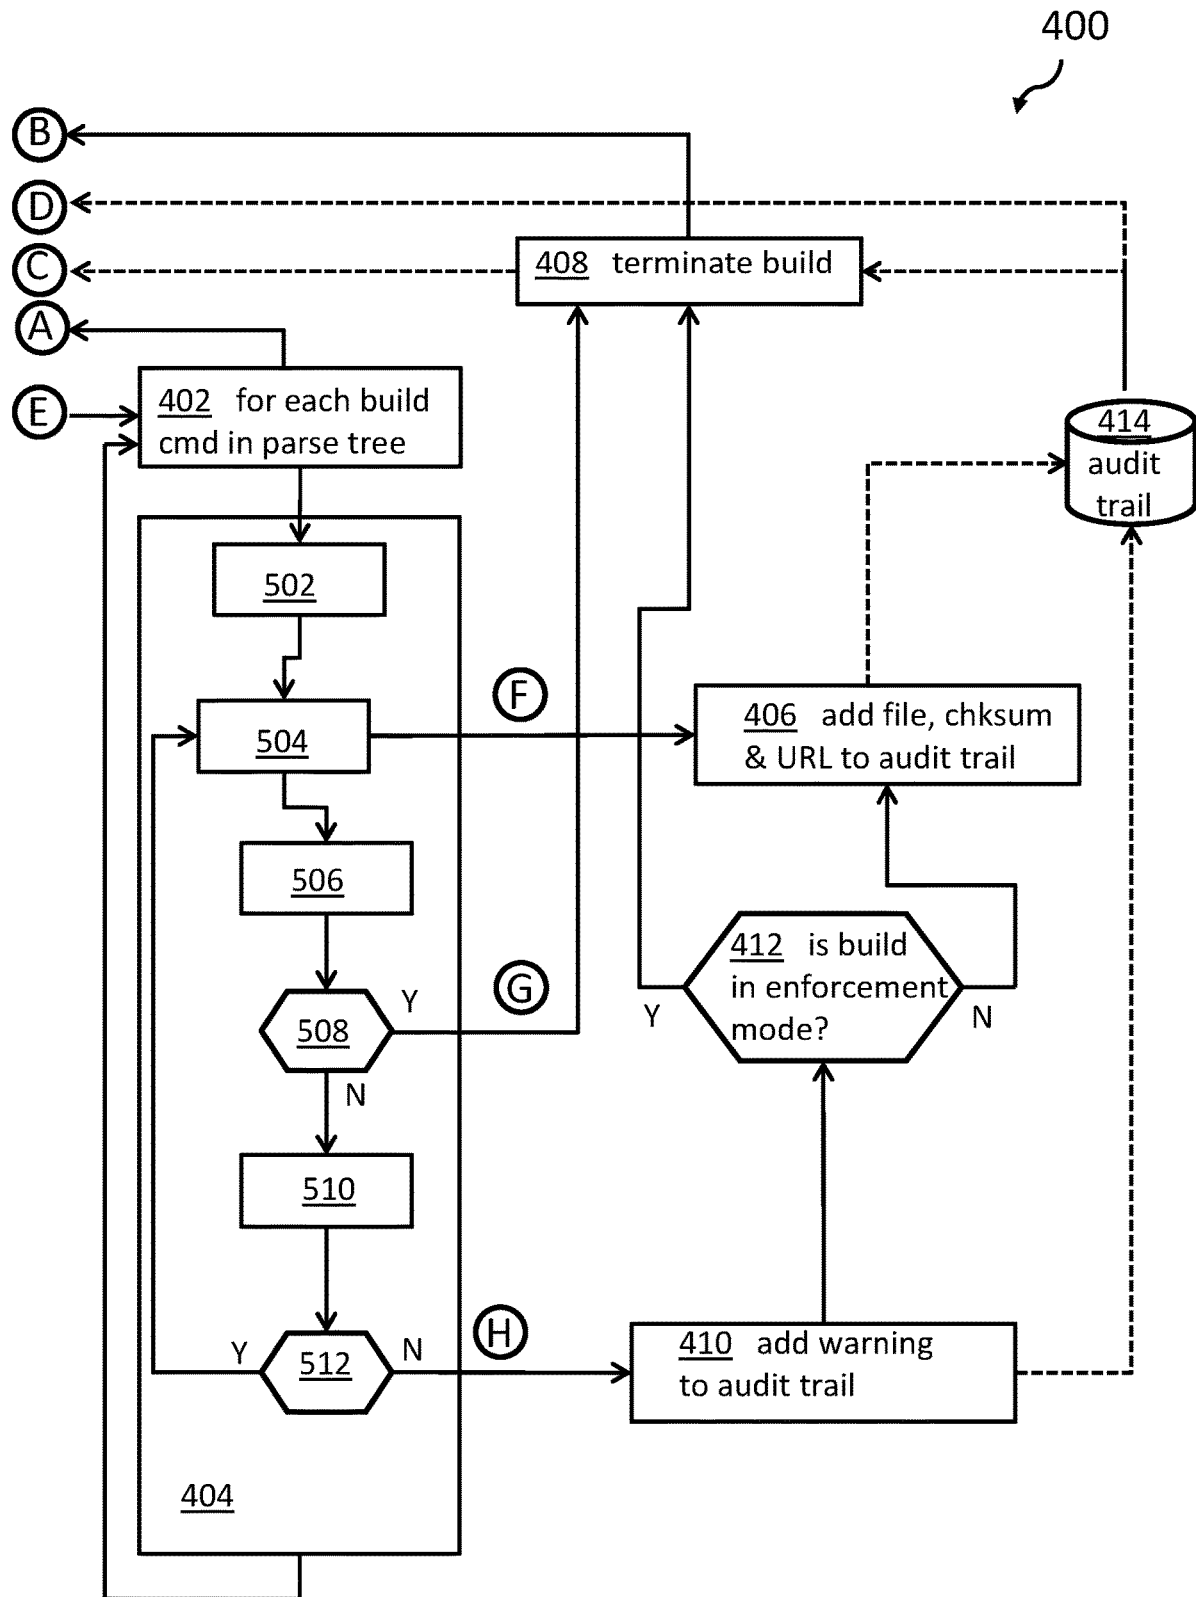 400
B
D
C
A
E
408 terminate build
402 for each build
cmd in parse tree
414
audit
trail
502
504
F
406 add file, chksum
& URL to audit trail
506
508
Y
N
G
412 is build
in enforcement
mode?
Y
N
510
512
Y
N
H
410 add warning
to audit trail
404